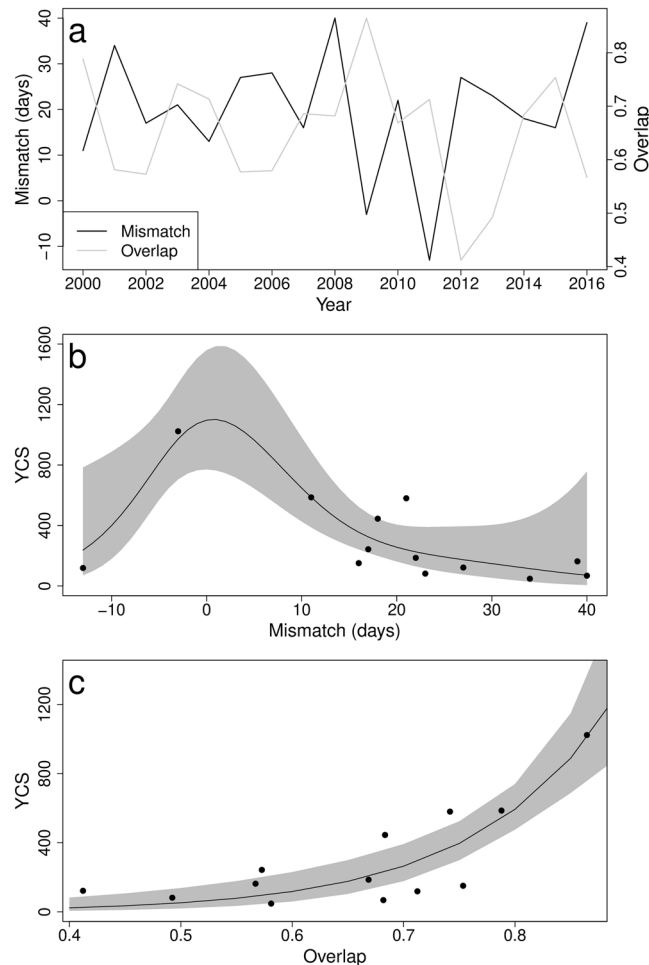 a
40
30
20
10
0
−10
Mismatch (days)
0.8
0.7
0.6
0.5
0.4
Overlap
Mismatch
Overlap
2000 2002 2004 2006 2008 2010 2012 2014 2016
Year
b
1600
1200
800
400
0
YCS
−10 0 10 20 30 40
Mismatch (days)
c
1200
800
400
0
YCS
0.4 0.5 0.6 0.7 0.8
Overlap